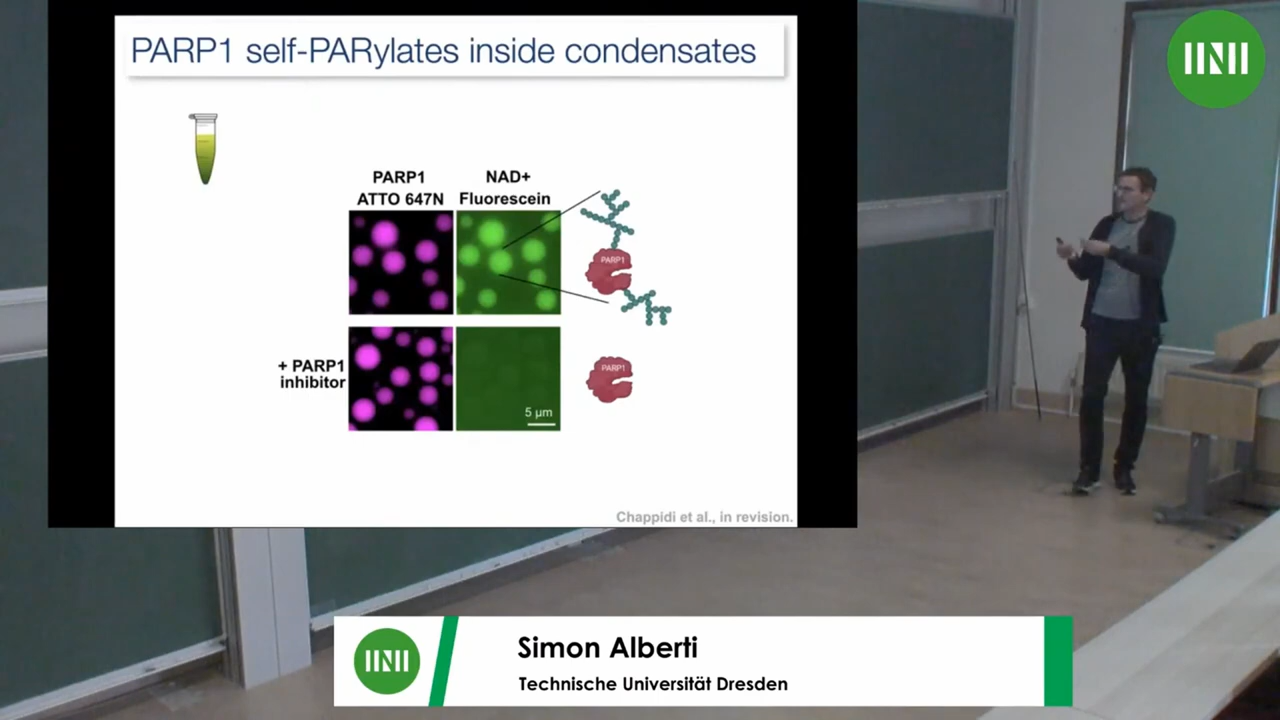 PARP1 self-PARylates inside condensates
PARP1
ATTO 647N
NAD+
Fluorescein
PARP1
+ PARP1
inhibitor
PARP1
5 µm
Chappidi et al., in revision.
Simon Alberti
Technische Universität Dresden